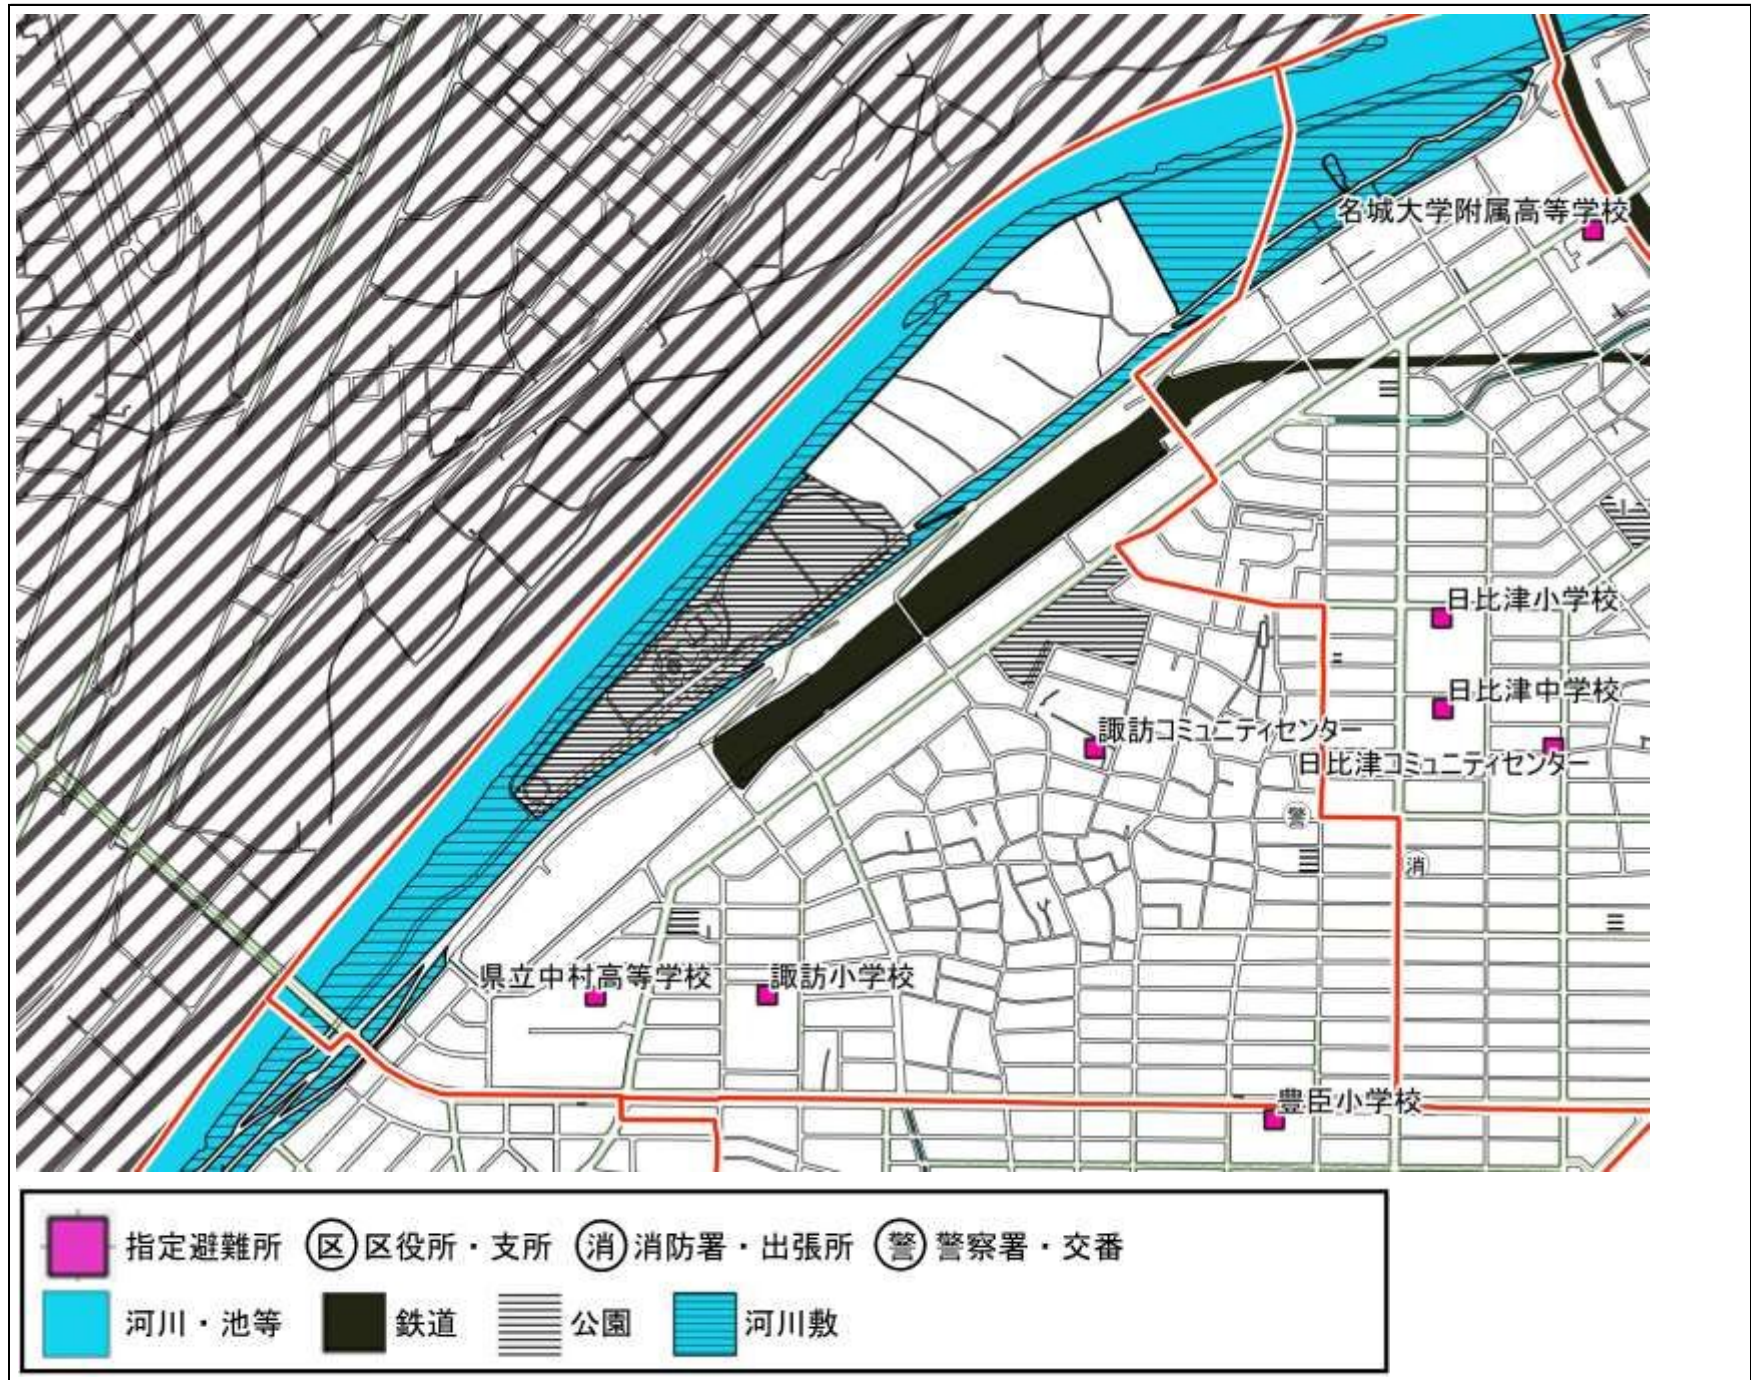 名城大学附属高等学校
日比津小学校
日比津中学校
諏訪コミュニティセンター
日比津コミュニティセンター
警
消
県立中村高等学校
諏訪小学校
豊臣小学校
指定避難所
区 区役所・支所
消 消防署・出張所
警 警察署・交番
河川・池等
鉄道
公園
河川敷